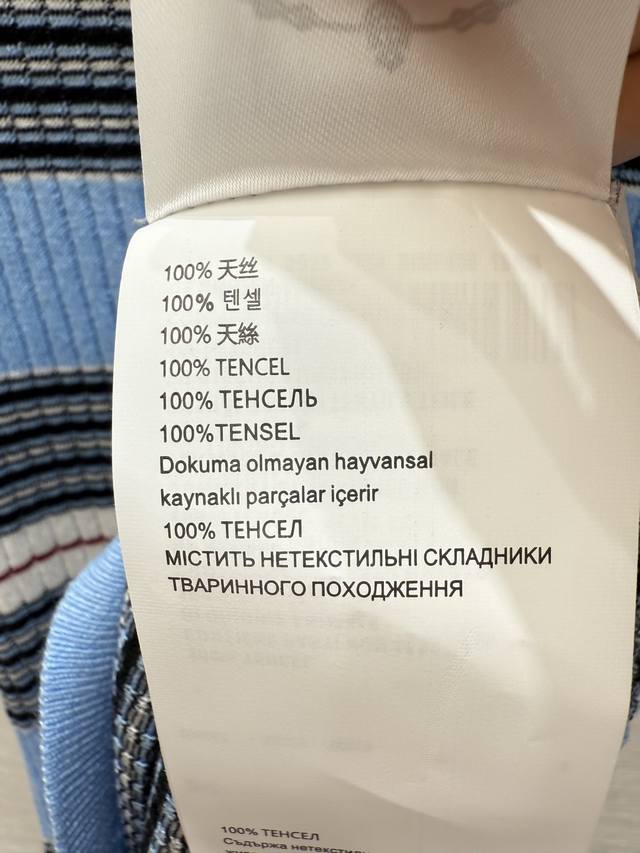 100% 天丝
100% 텐셀
100% 天絲
100% TENCEL
100% ТЕНСЕЛЬ
100%TENSEL
Dokuma olmayan hayvansal
kaynaklı parçalar içerir
100% ТЕНСЕЛ
МІСТИТЬ НЕТЕКСТИЛЬНІ СКЛАДНИКИ
ТВАРИННОГО ПОХОДЖЕННЯ
100% ТЕНСЕЛ
Съдържа